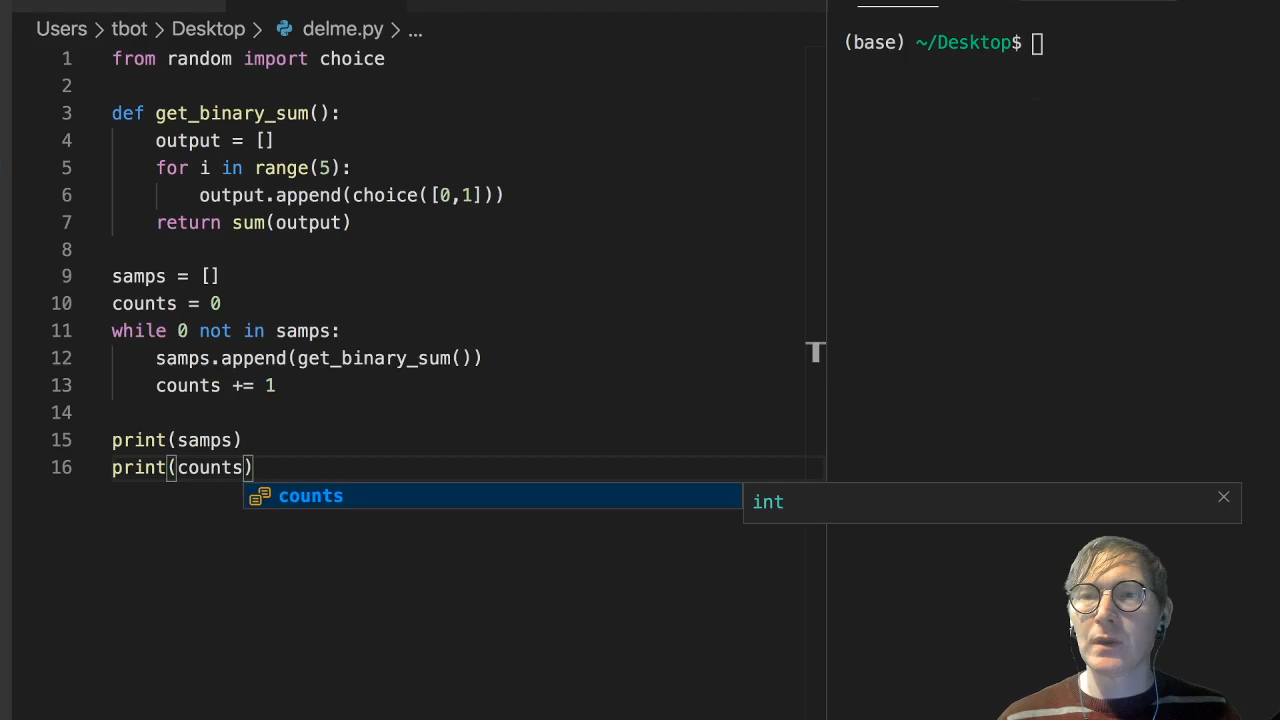 Users > tbot > Desktop > delme.py > ...
1 from random import choice
2
3 def get_binary_sum():
4 output = []
5 for i in range(5):
6 output.append(choice([0,1]))
7 return sum(output)
8
9 samps = []
10 counts = 0
11 while 0 not in samps:
12 samps.append(get_binary_sum())
13 counts += 1
14
15 print(samps)
16 print(counts)
counts
int
(base) ~/Desktop$